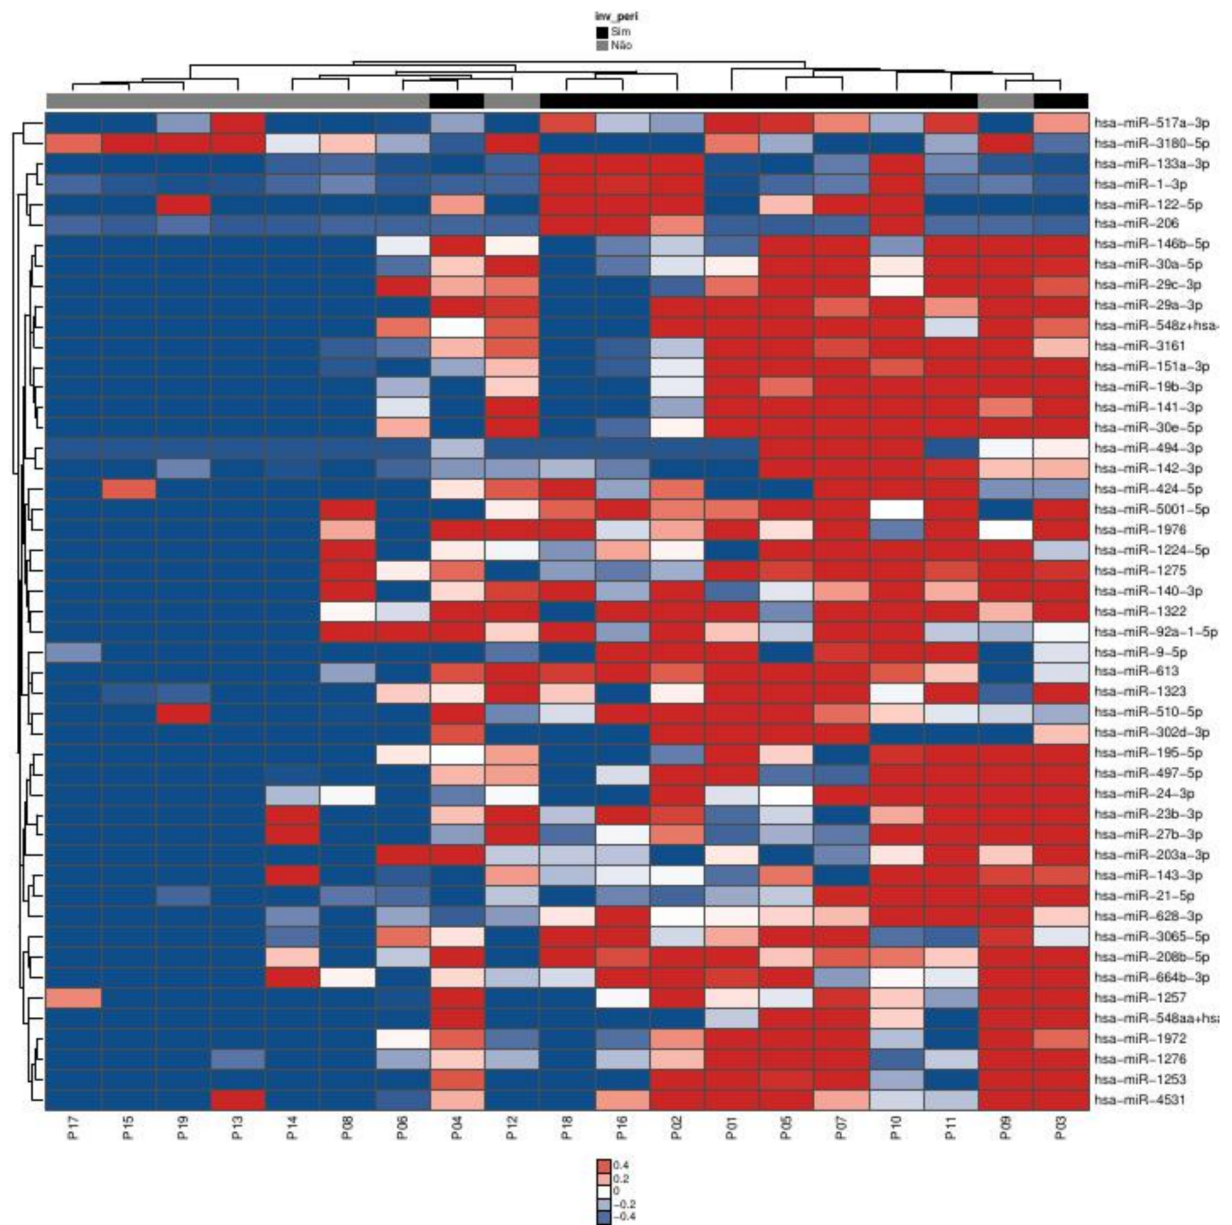 inv_peri
Sim
Não
hsa-miR-517a-3p
hsa-miR-3180-5p
hsa-miR-133a-3p
hsa-miR-1-3p
hsa-miR-122-5p
hsa-miR-206
hsa-miR-146b-5p
hsa-miR-30a-5p
hsa-miR-29c-3p
hsa-miR-29a-3p
hsa-miR-548z+hsa-
hsa-miR-3161
hsa-miR-151a-3p
hsa-miR-19b-3p
hsa-miR-141-3p
hsa-miR-30e-5p
hsa-miR-494-3p
hsa-miR-142-3p
hsa-miR-424-5p
hsa-miR-5001-5p
hsa-miR-1976
hsa-miR-1224-5p
hsa-miR-1275
hsa-miR-140-3p
hsa-miR-1322
hsa-miR-92a-1-5p
hsa-miR-9-5p
hsa-miR-613
hsa-miR-1323
hsa-miR-510-5p
hsa-miR-302d-3p
hsa-miR-195-5p
hsa-miR-497-5p
hsa-miR-24-3p
hsa-miR-23b-3p
hsa-miR-27b-3p
hsa-miR-203a-3p
hsa-miR-143-3p
hsa-miR-21-5p
hsa-miR-628-3p
hsa-miR-3065-5p
hsa-miR-208b-5p
hsa-miR-664b-3p
hsa-miR-1257
hsa-miR-548aa+hsa
hsa-miR-1972
hsa-miR-1276
hsa-miR-1253
hsa-miR-4531
P17 P15 P19 P13 P14 P08 P06 P04 P12 P18 P16 P02 P01 P05 P07 P10 P11 P09 P03
0.4
0.2
0
-0.2
-0.4